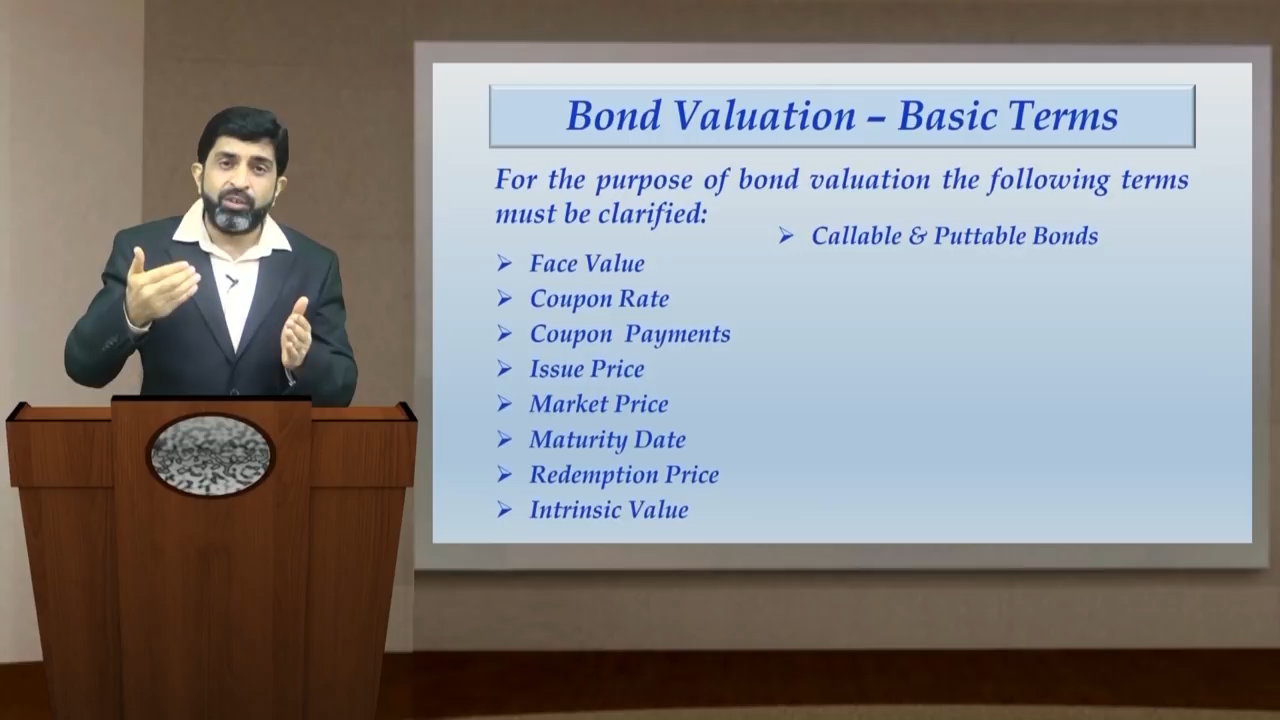 Bond Valuation – Basic Terms
For the purpose of bond valuation the following terms
must be clarified:
➢ Callable & Puttable Bonds
➢ Face Value
➢ Coupon Rate
➢ Coupon Payments
➢ Issue Price
➢ Market Price
➢ Maturity Date
➢ Redemption Price
➢ Intrinsic Value